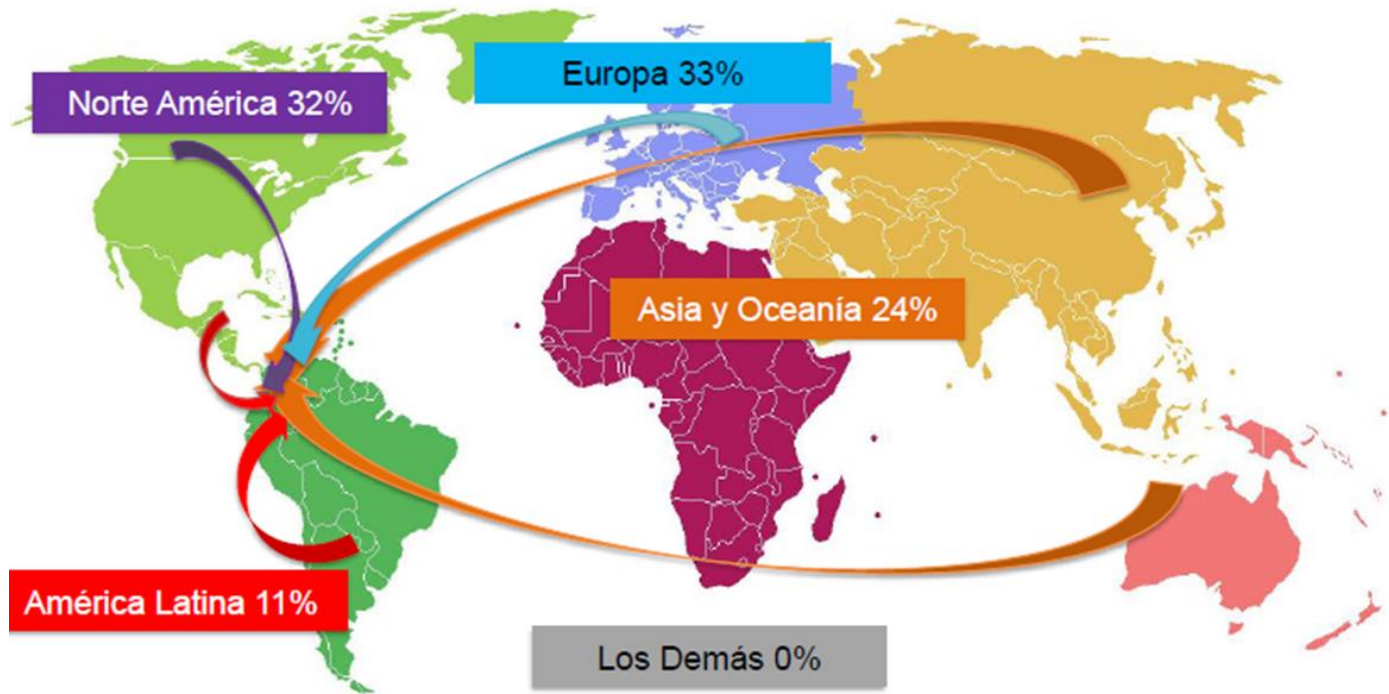 Europa 33%
Norte América 32%
Asia y Oceanía 24%
América Latina 11%
Los Demás 0%